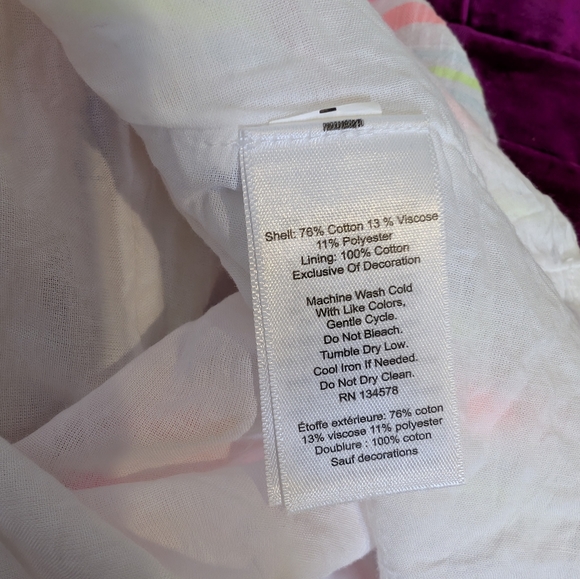 Shell: 76% Cotton 13 % Viscose
11% Polyester
Lining: 100% Cotton
Exclusive Of Decoration
Machine Wash Cold
With Like Colors,
Gentle Cycle.
Do Not Bleach.
Tumble Dry Low.
Cool Iron If Needed.
Do Not Dry Clean.
RN 134578
Étoffe extérieure: 76% coton
13% viscose 11% polyester
Doublure : 100% coton
Sauf decorations